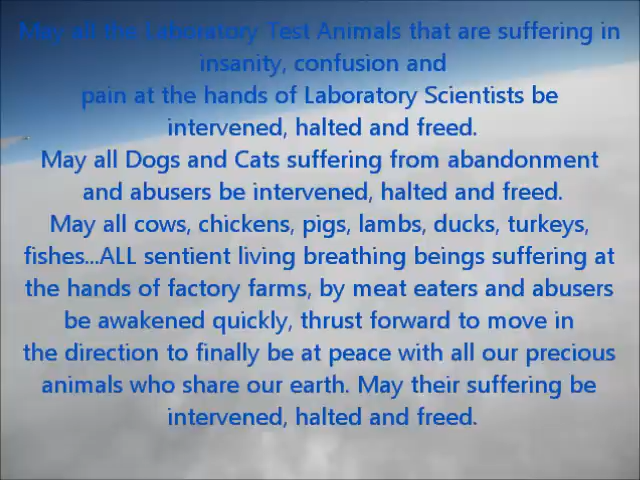 May all the Laboratory Test Animals that are suffering in
insanity, confusion and
pain at the hands of Laboratory Scientists be
intervened, halted and freed.
May all Dogs and Cats suffering from abandonment
and abusers be intervened, halted and freed.
May all cows, chickens, pigs, lambs, ducks, turkeys,
fishes...ALL sentient living breathing beings suffering at
the hands of factory farms, by meat eaters and abusers
be awakened quickly, thrust forward to move in
the direction to finally be at peace with all our precious
animals who share our earth. May their suffering be
intervened, halted and freed.